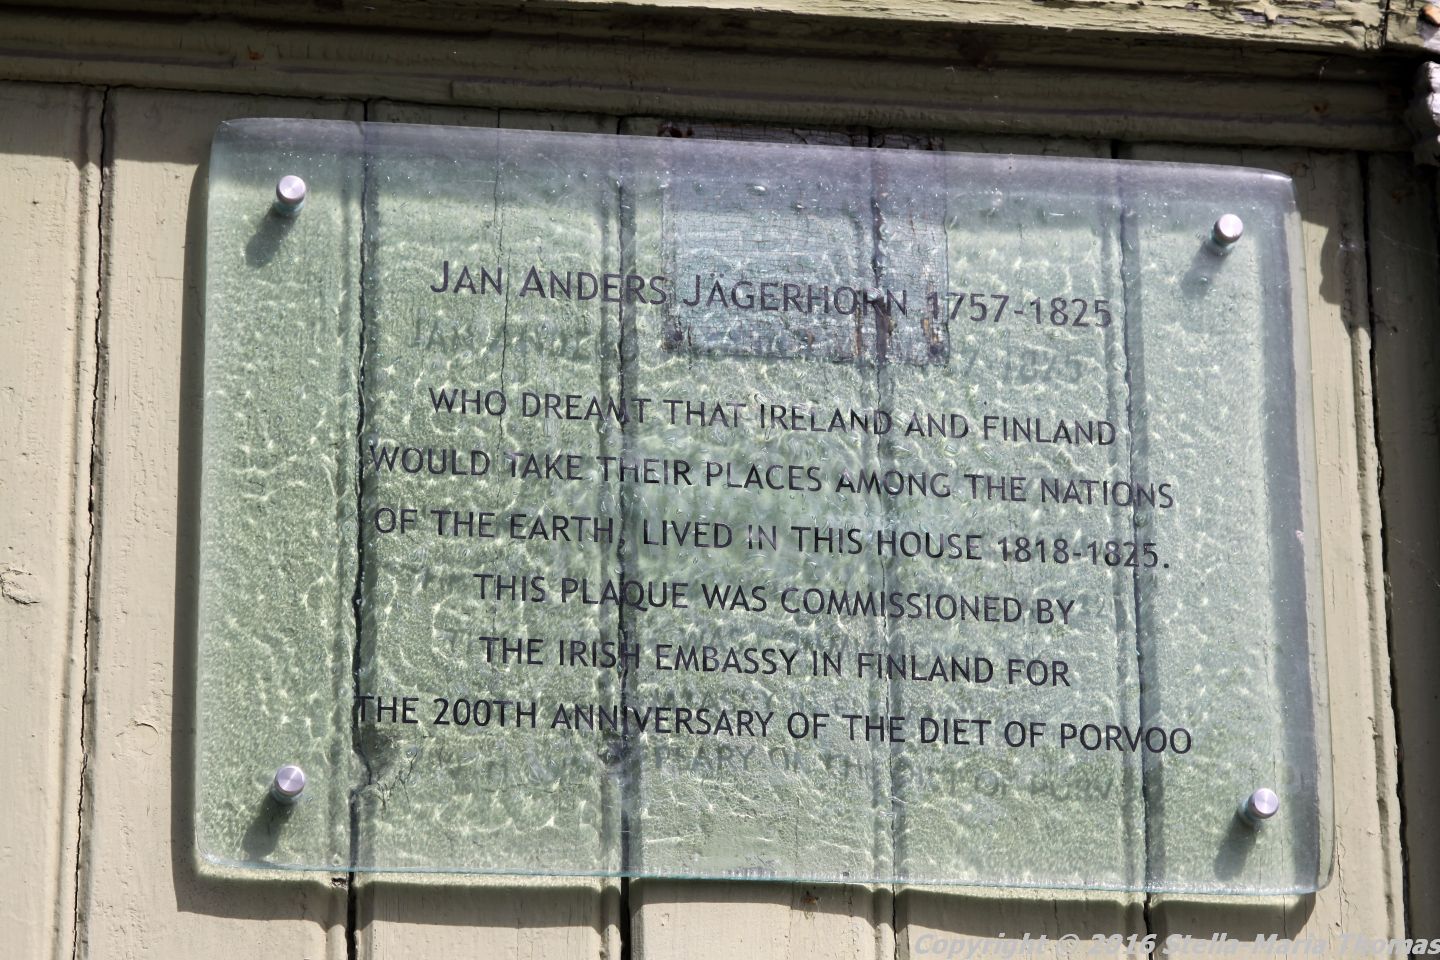 JAN ANDERS JÄGERHORN 1757-1825
WHO DREAMT THAT IRELAND AND FINLAND
WOULD TAKE THEIR PLACES AMONG THE NATIONS
OF THE EARTH, LIVED IN THIS HOUSE 1818-1825.
THIS PLAQUE WAS COMMISSIONED BY
THE IRISH EMBASSY IN FINLAND FOR
THE 200TH ANNIVERSARY OF THE DIET OF PORVOO
Copyright © 2016 Stella-Maria Thomas